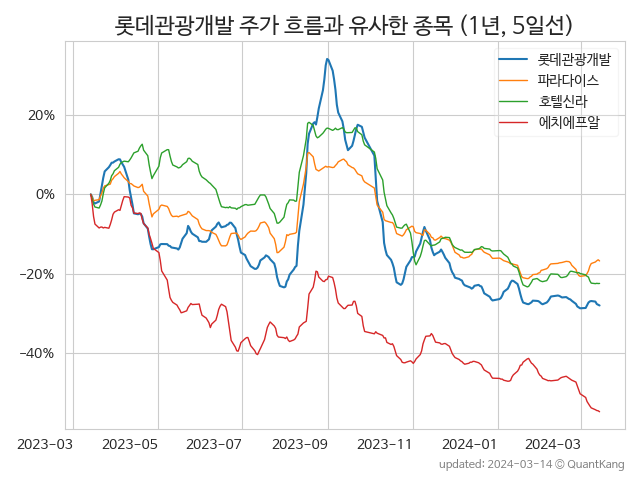 롯데관광개발 주가 흐름과 유사한 종목 (1년, 5일선)
롯데관광개발
파라다이스
호텔신라
에치에프알
20%
0%
−20%
−40%
2023-03 2023-05 2023-07 2023-09 2023-11 2024-01 2024-03
updated: 2024-03-14 © QuantKang